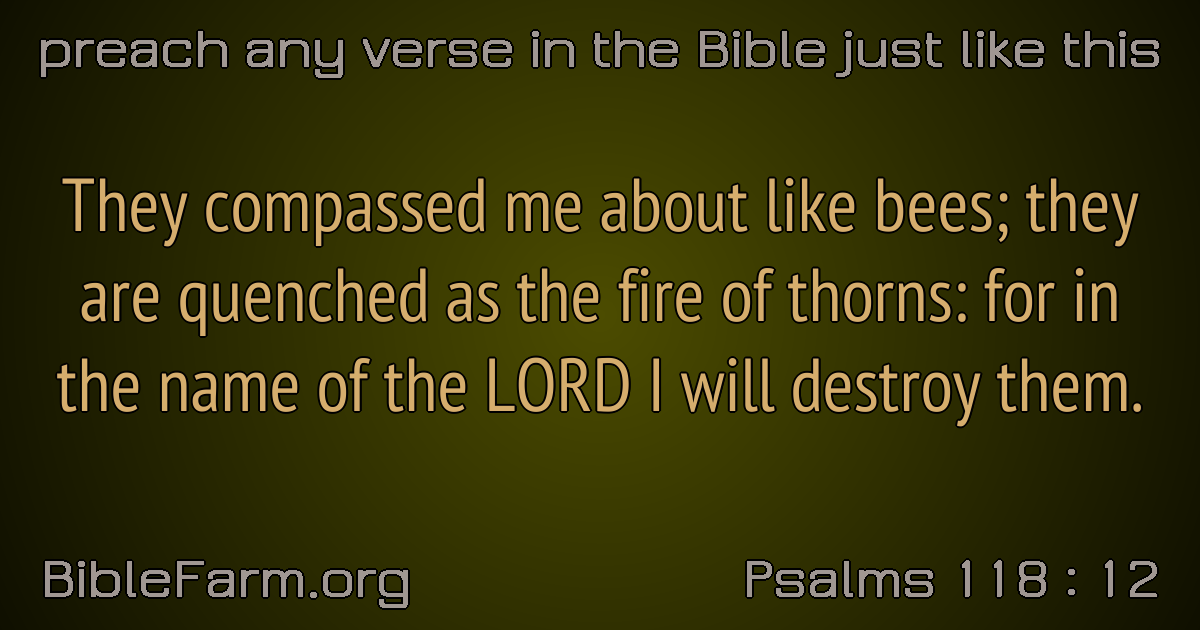 preach any verse in the Bible just like this
They compassed me about like bees; they
are quenched as the fire of thorns: for in
the name of the LORD I will destroy them.
BibleFarm.org
Psalms 118 : 12